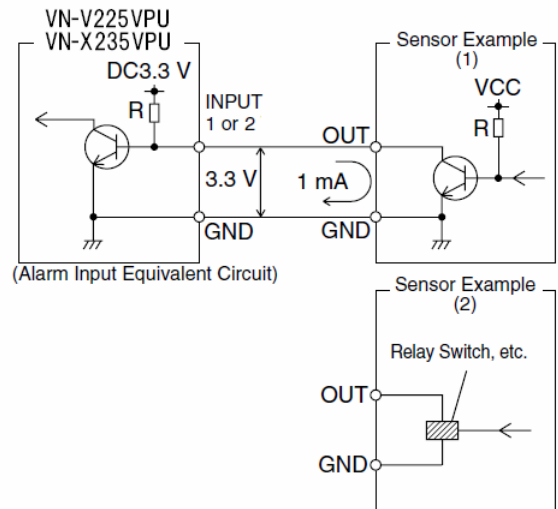 VN-V225VPU
VN-X235VPU
DC3.3 V
R
INPUT
1 or 2
3.3 V
GND
(Alarm Input Equivalent Circuit)
1 mA
Sensor Example
(1)
VCC
R
OUT
GND
Sensor Example
(2)
Relay Switch, etc.
OUT
GND